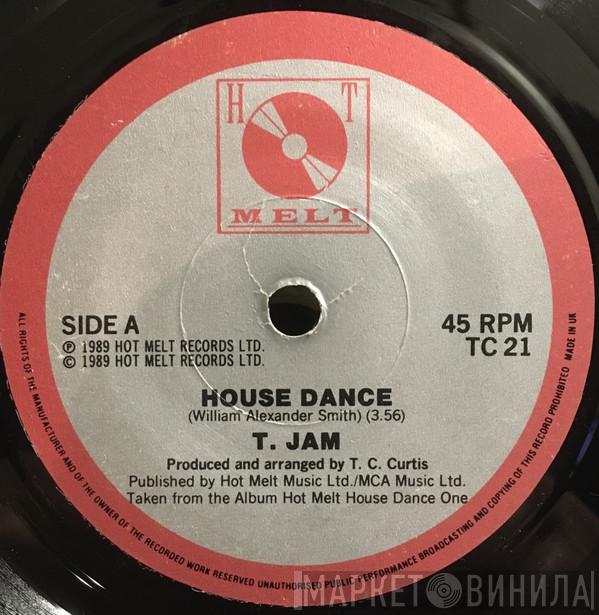 H T
MELT
SIDE A
℗ 1989 HOT MELT RECORDS LTD.
© 1989 HOT MELT RECORDS LTD.
45 RPM
TC 21
HOUSE DANCE
(William Alexander Smith) (3.56)
T. JAM
Produced and arranged by T. C. Curtis
Published by Hot Melt Music Ltd./MCA Music Ltd.
Taken from the Album Hot Melt House Dance One
ALL RIGHTS OF THE MANUFACTURER AND OF THE OWNER OF THE RECORDED WORK RESERVED UNAUTHORISED PUBLIC PERFORMANCE BROADCASTING AND COPYING OF THIS RECORD PROHIBITED MADE IN UK
МАРКЕТ ВИНИЛА